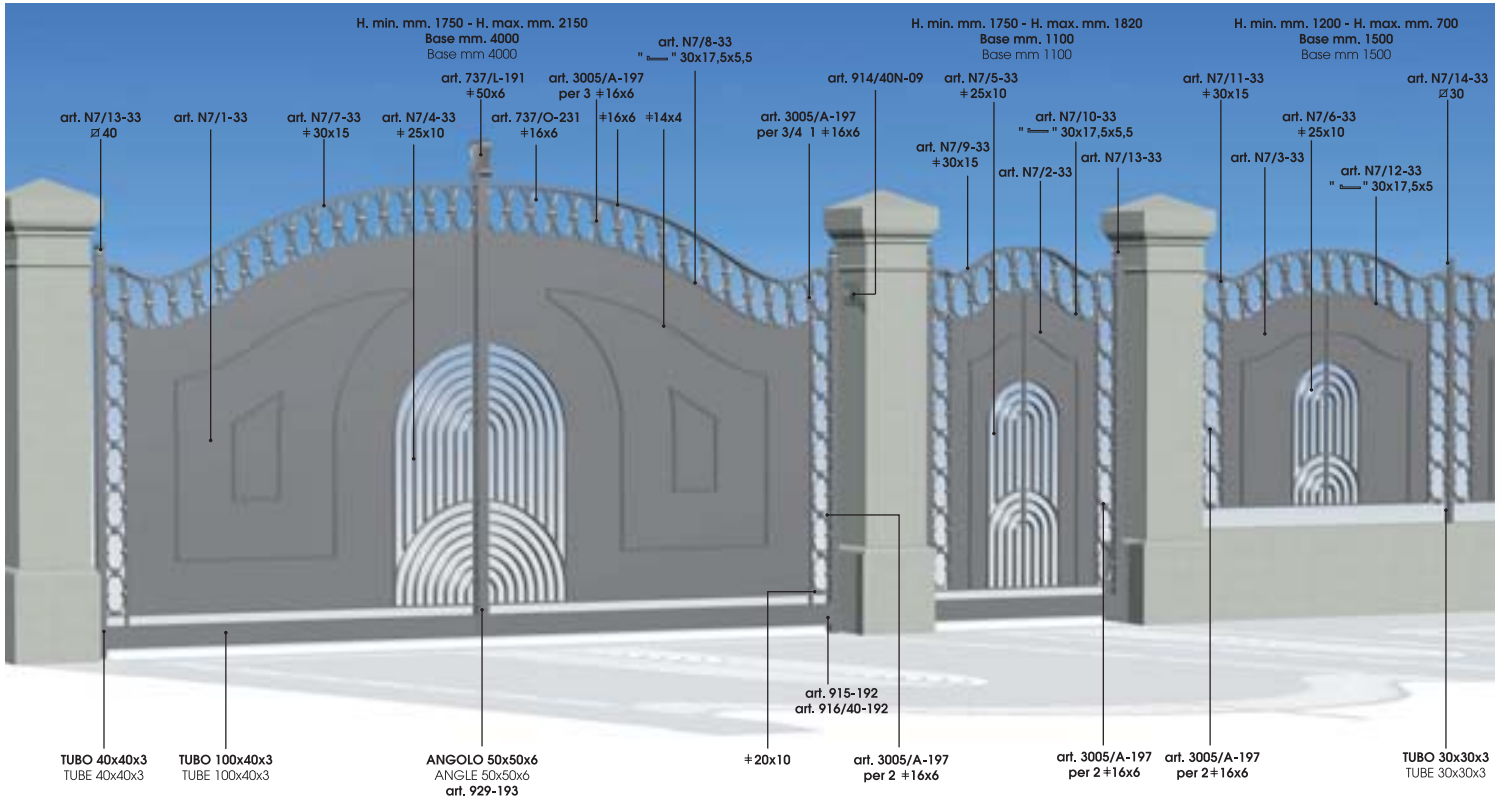 H. min. mm. 1750 - H. max. mm. 2150
Base mm. 4000
Base mm 4000
H. min. mm. 1750 - H. max. mm. 1820
Base mm. 1100
Base mm 1100
H. min. mm. 1200 - H. max. mm. 700
Base mm. 1500
Base mm 1500
art. N7/8-33
" " 30x17,5x5,5
art. 737/L-191
⌗50x6
art. 3005/A-197
per 3 ⌗16x6
art. 914/40N-09
art. N7/5-33
⌗25x10
art. N7/11-33
⌗30x15
art. N7/14-33
⌀ 30
art. N7/13-33
⌀ 40
art. N7/1-33
art. N7/7-33
⌗30x15
art. N7/4-33
⌗25x10
art. 737/O-231
⌗16x6
⌗16x6
⌗14x4
art. 3005/A-197
per 3/4 1 ⌗16x6
art. N7/10-33
" " 30x17,5x5,5
art. N7/6-33
⌗25x10
art. N7/9-33
⌗30x15
art. N7/2-33
art. N7/13-33
art. N7/3-33
art. N7/12-33
" " 30x17,5x5
art. 915-192
art. 916/40-192
TUBO 40x40x3
TUBE 40x40x3
TUBO 100x40x3
TUBE 100x40x3
ANGOLO 50x50x6
ANGLE 50x50x6
art. 929-193
⌗20x10
art. 3005/A-197
per 2 ⌗16x6
art. 3005/A-197
per 2⌗16x6
art. 3005/A-197
per 2⌗16x6
TUBO 30x30x3
TUBE 30x30x3